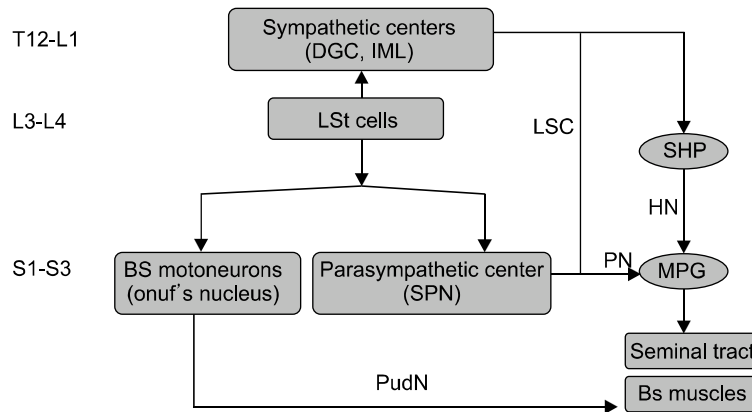 T12-L1
Sympathetic centers
(DGC, IML)
L3-L4
LSt cells
LSC
SHP
HN
S1-S3
BS motoneurons
(onuf's nucleus)
Parasympathetic center
(SPN)
PN
MPG
Seminal tract
PudN
Bs muscles